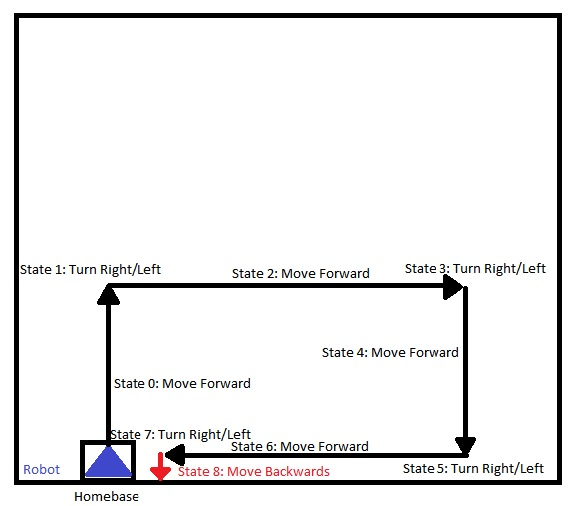 State 1: Turn Right/Left
State 2: Move Forward
State 3: Turn Right/Left
State 4: Move Forward
State 0: Move Forward
State 7: Turn Right/Left
State 6: Move Forward
Robot
State 8: Move Backwards
State 5: Turn Right/Left
Homebase